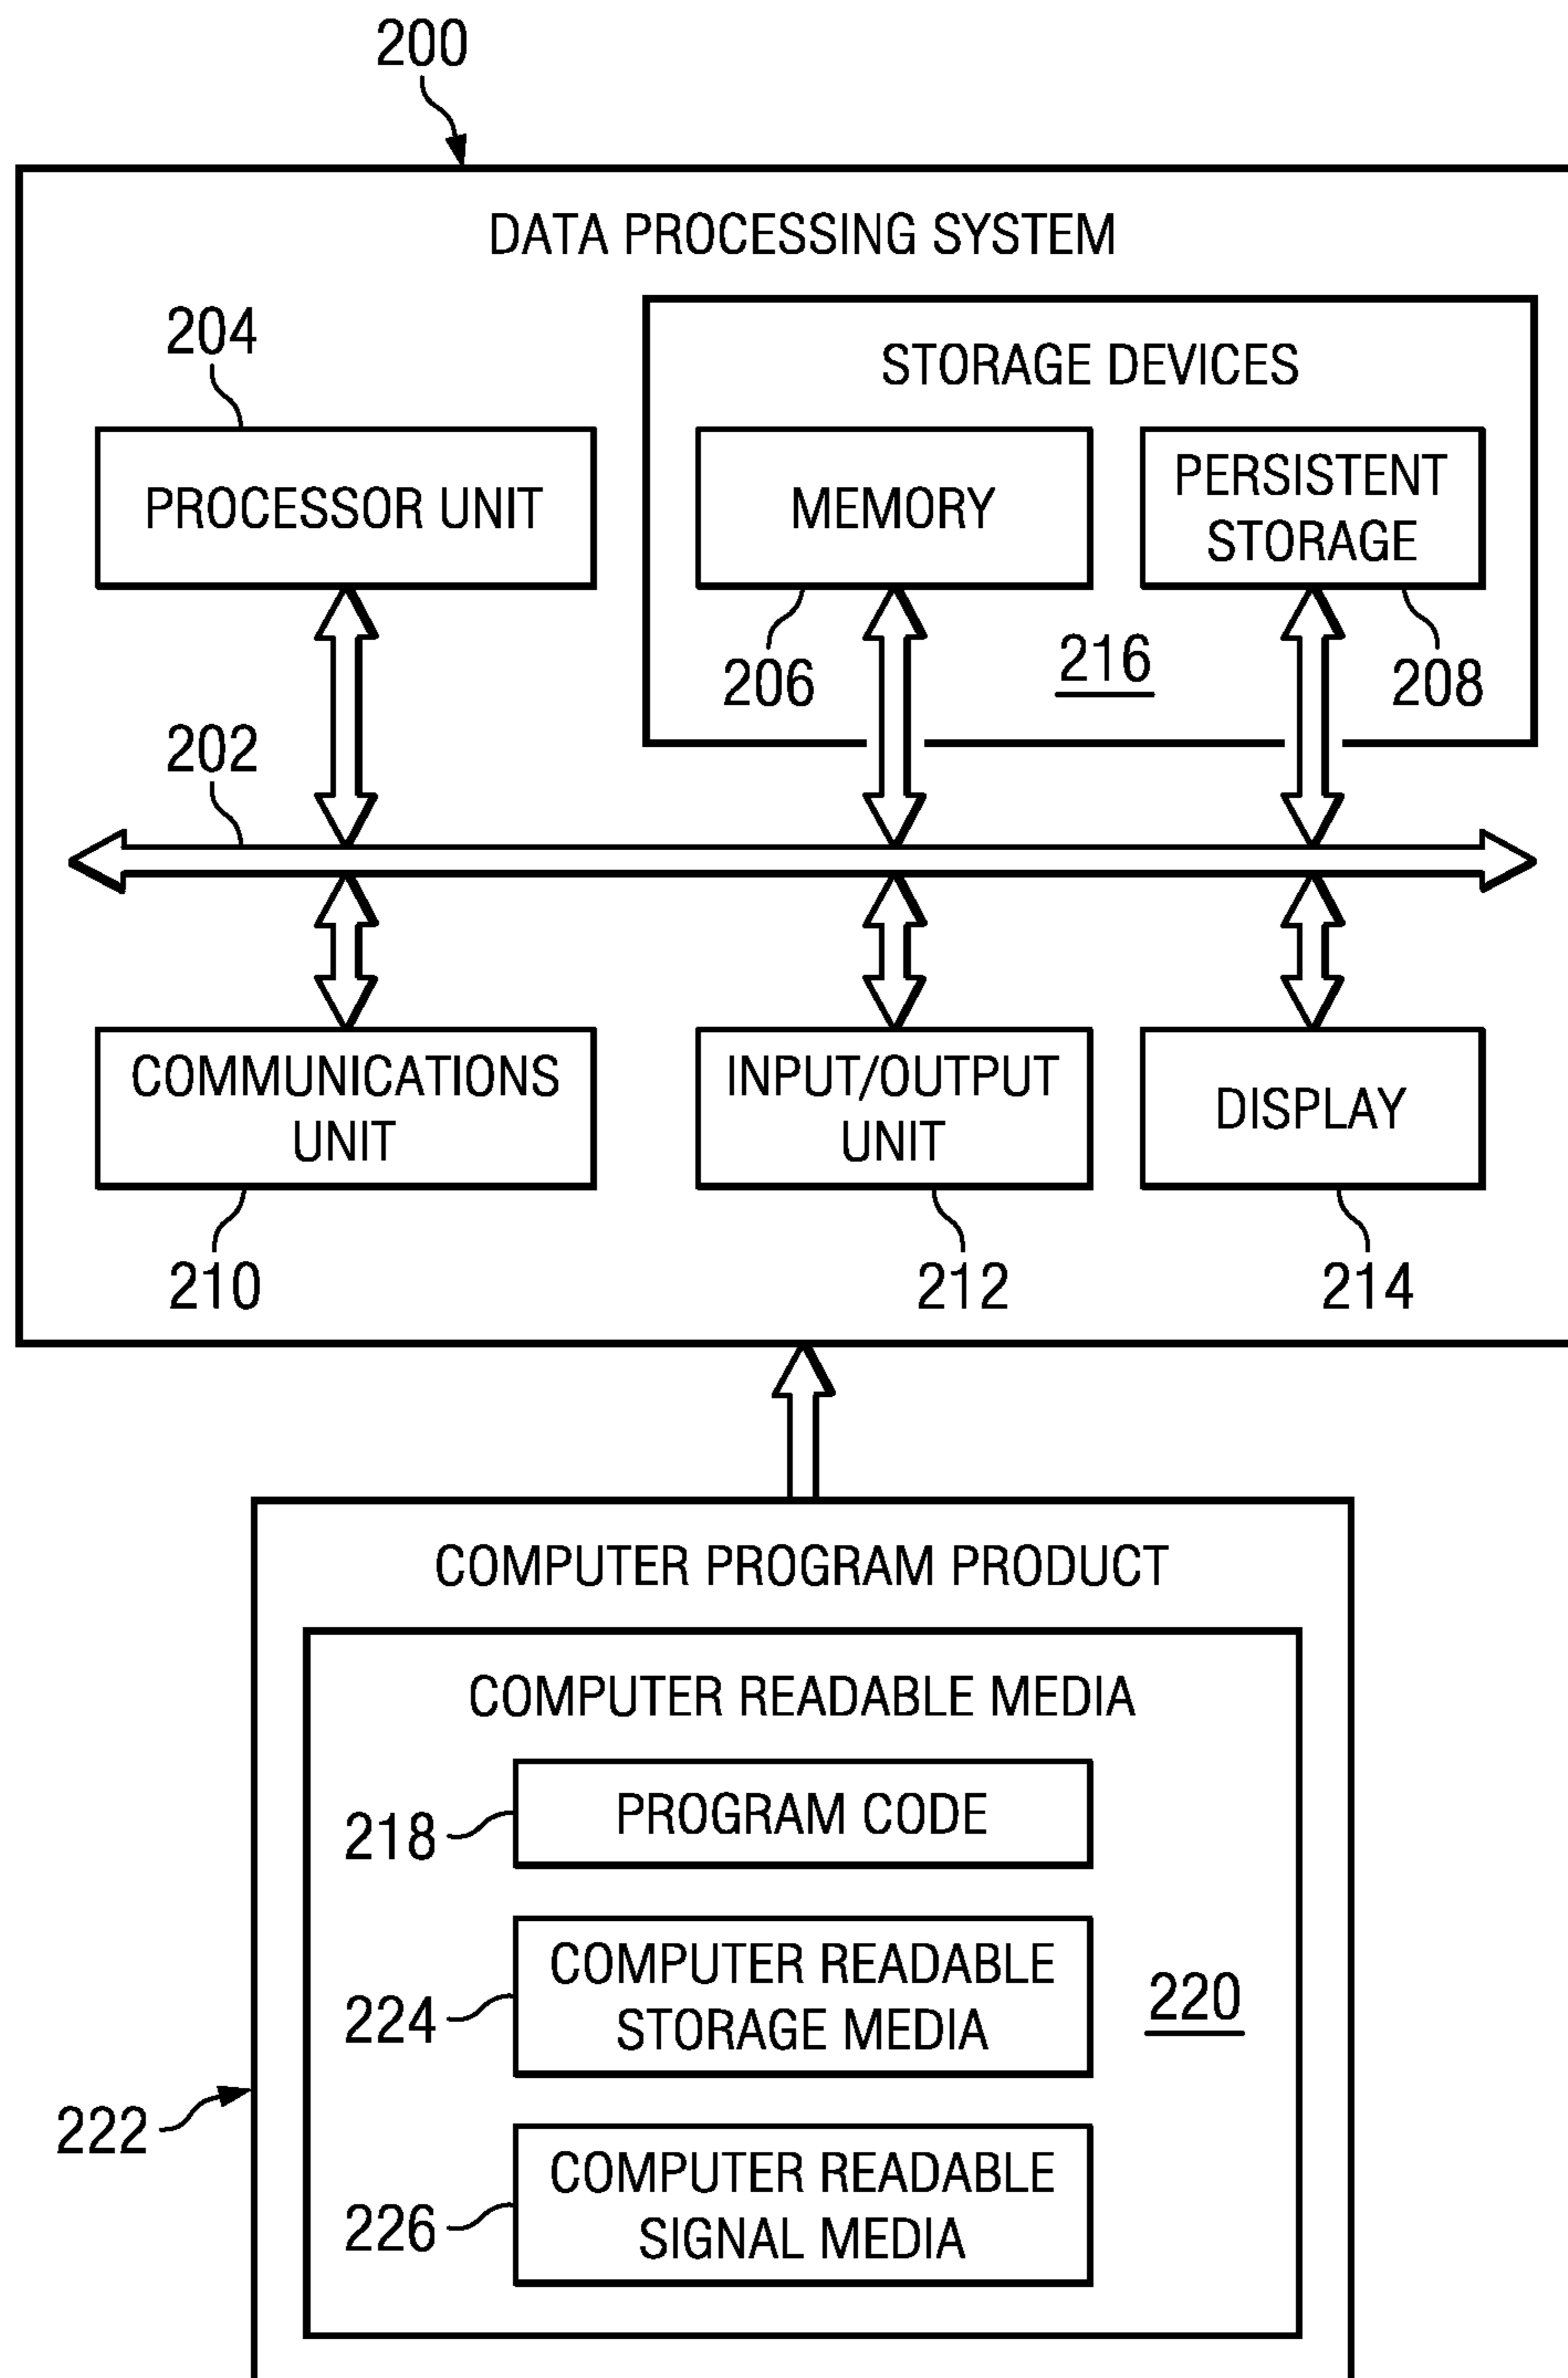 200
DATA PROCESSING SYSTEM
204
STORAGE DEVICES
PROCESSOR UNIT
MEMORY
PERSISTENT
STORAGE
206
216
208
202
COMMUNICATIONS
UNIT
INPUT/OUTPUT
UNIT
DISPLAY
210
212
214
COMPUTER PROGRAM PRODUCT
COMPUTER READABLE MEDIA
218
PROGRAM CODE
224
COMPUTER READABLE
STORAGE MEDIA
220
222
226
COMPUTER READABLE
SIGNAL MEDIA